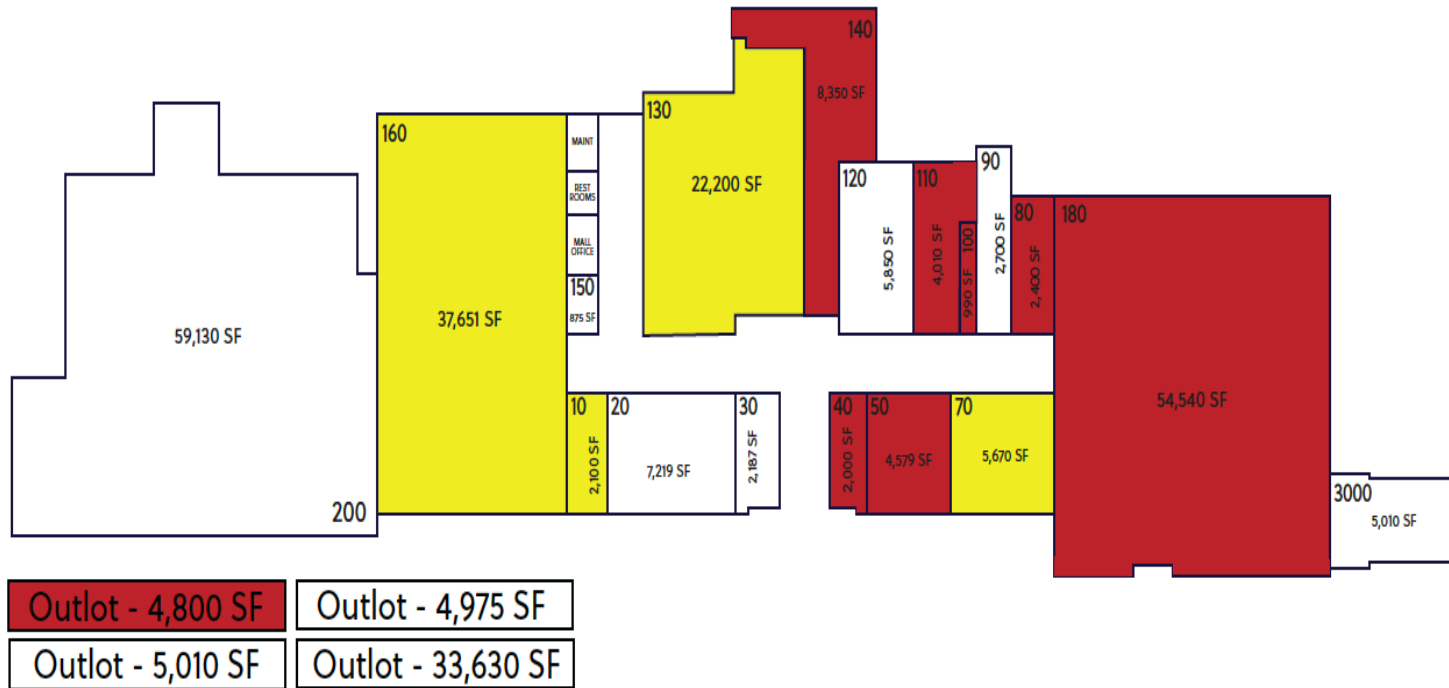 140
8,350 SF
130
22,200 SF
160
37,651 SF
MAINT
REST
ROOMS
MALL
OFFICE
150
875 SF
120
5,850 SF
110
4,010 SF
100
990 SF
90
2,700 SF
80
2,400 SF
180
54,540 SF
59,130 SF
200
10
2,100 SF
20
7,219 SF
30
2,187 SF
40
2,000 SF
50
4,579 SF
70
5,670 SF
3000
5,010 SF
Outlot - 4,800 SF
Outlot - 4,975 SF
Outlot - 5,010 SF
Outlot - 33,630 SF